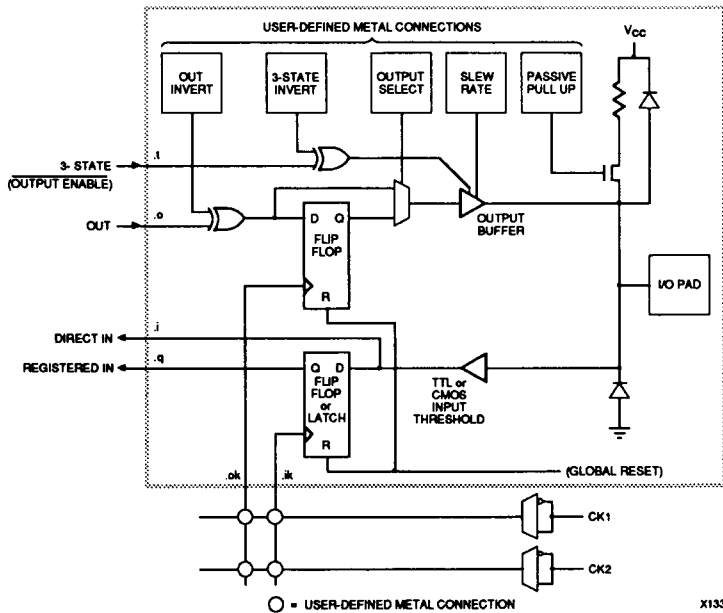 USER-DEFINED METAL CONNECTIONS
VCC
OUT
INVERT
3-STATE
INVERT
OUTPUT
SELECT
SLEW
RATE
PASSIVE
PULL UP
3- STATE
(OUTPUT ENABLE)
.t
OUT
.o
D Q
FLIP
FLOP
R
OUTPUT
BUFFER
I/O PAD
DIRECT IN
.i
REGISTERED IN
.q
Q D
FLIP
FLOP
or
LATCH
R
TTL or
CMOS
INPUT
THRESHOLD
.ok
.ik
(GLOBAL RESET)
CK1
CK2
= USER-DEFINED METAL CONNECTION